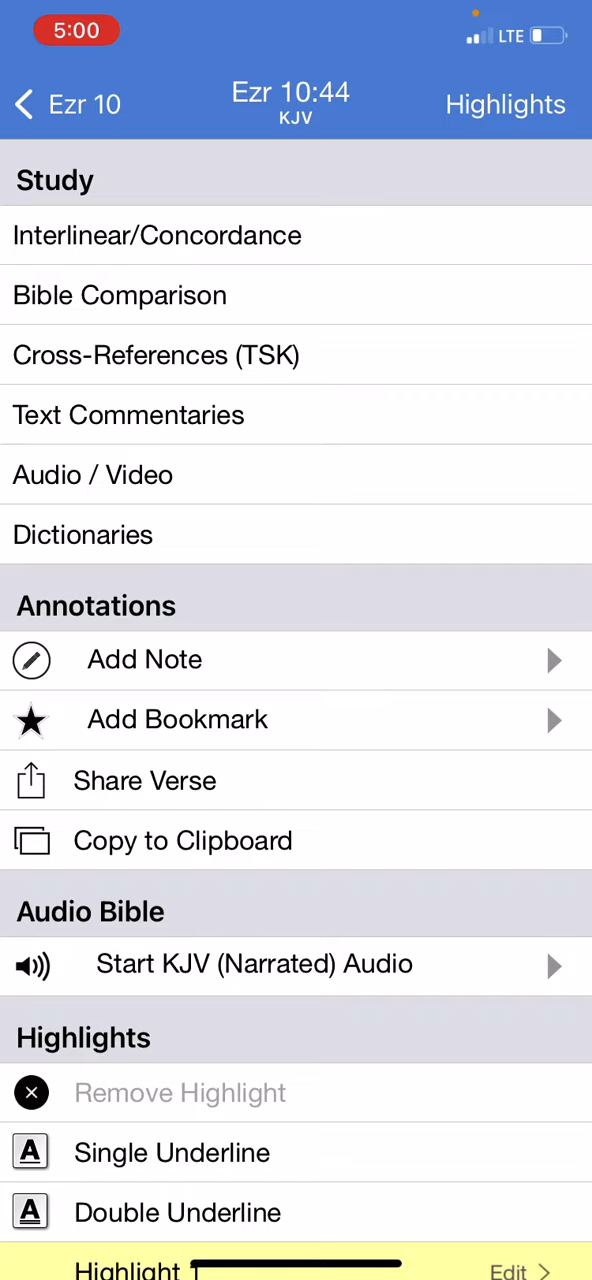 5:00
LTE
Ezr 10
Ezr 10:44
KJV
Highlights
Study
Interlinear/Concordance
Bible Comparison
Cross-References (TSK)
Text Commentaries
Audio / Video
Dictionaries
Annotations
Add Note
Add Bookmark
Share Verse
Copy to Clipboard
Audio Bible
Start KJV (Narrated) Audio
Highlights
Remove Highlight
A Single Underline
A Double Underline
Highlight 1 Edit